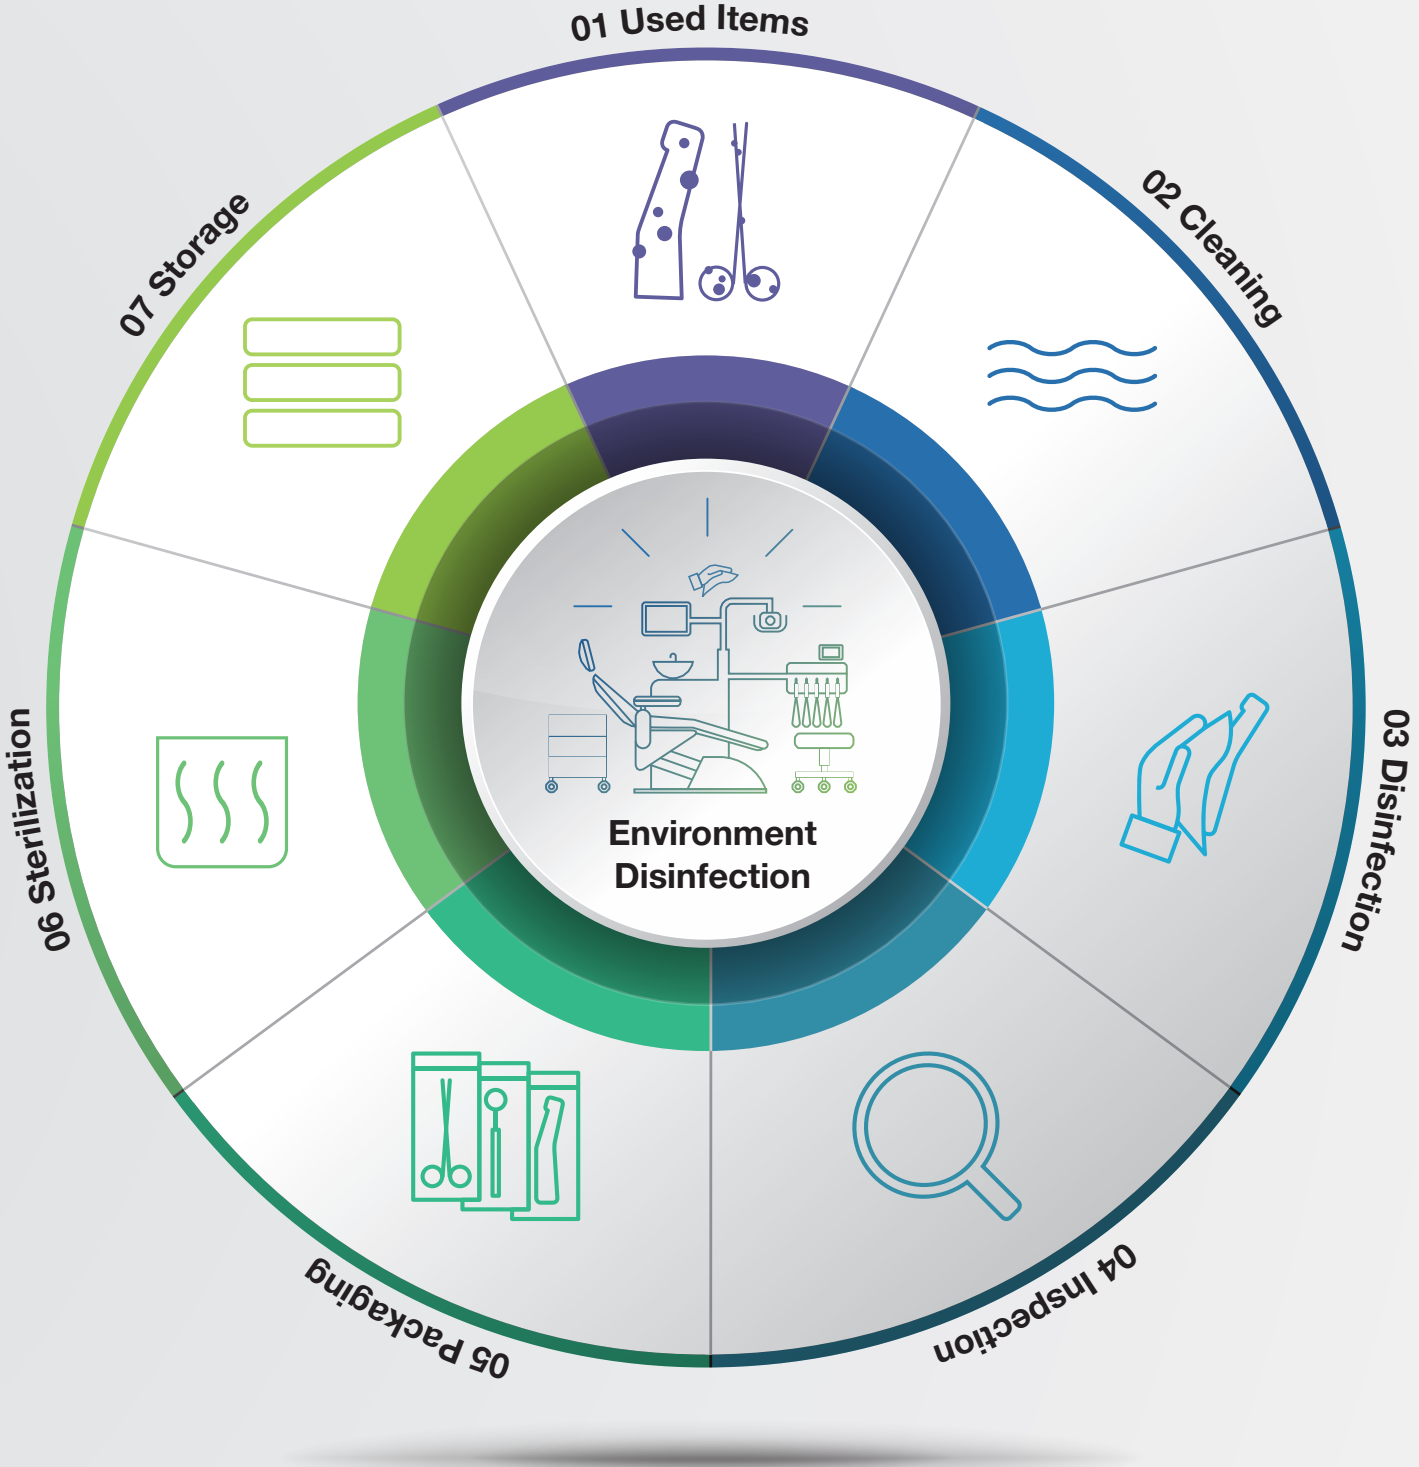 01 Used Items
02 Cleaning
03 Disinfection
04 Inspection
05 Packaging
06 Sterilization
07 Storage
Environment
Disinfection